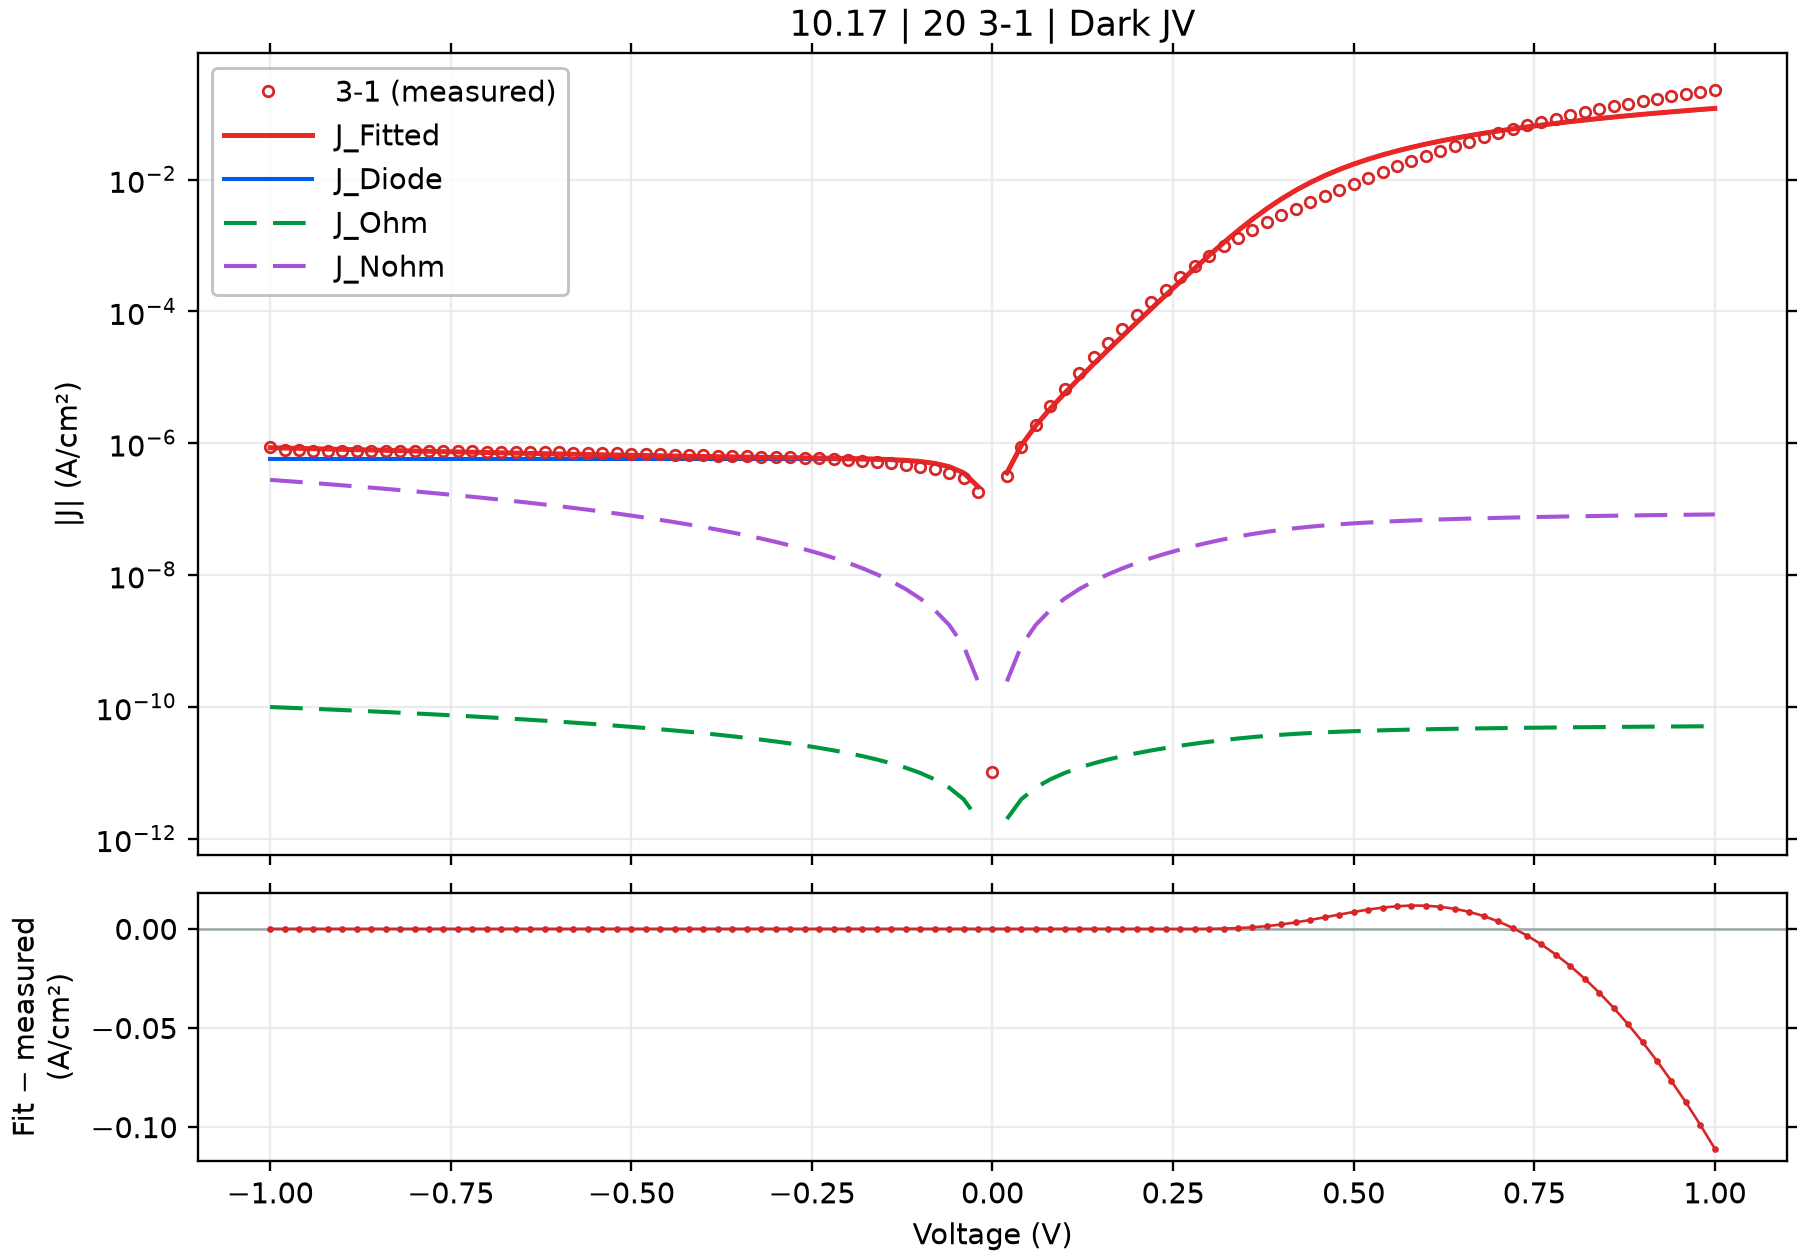 10.17 | 20 3-1 | Dark JV
3-1 (measured)
J_Fitted
J_Diode
J_Ohm
J_Nohm
10⁻²
10⁻⁴
10⁻⁶
10⁻⁸
10⁻¹⁰
10⁻¹²
|J| (A/cm²)
0.00
−0.05
−0.10
Fit − measured
(A/cm²)
−1.00 −0.75 −0.50 −0.25 0.00 0.25 0.50 0.75 1.00
Voltage (V)